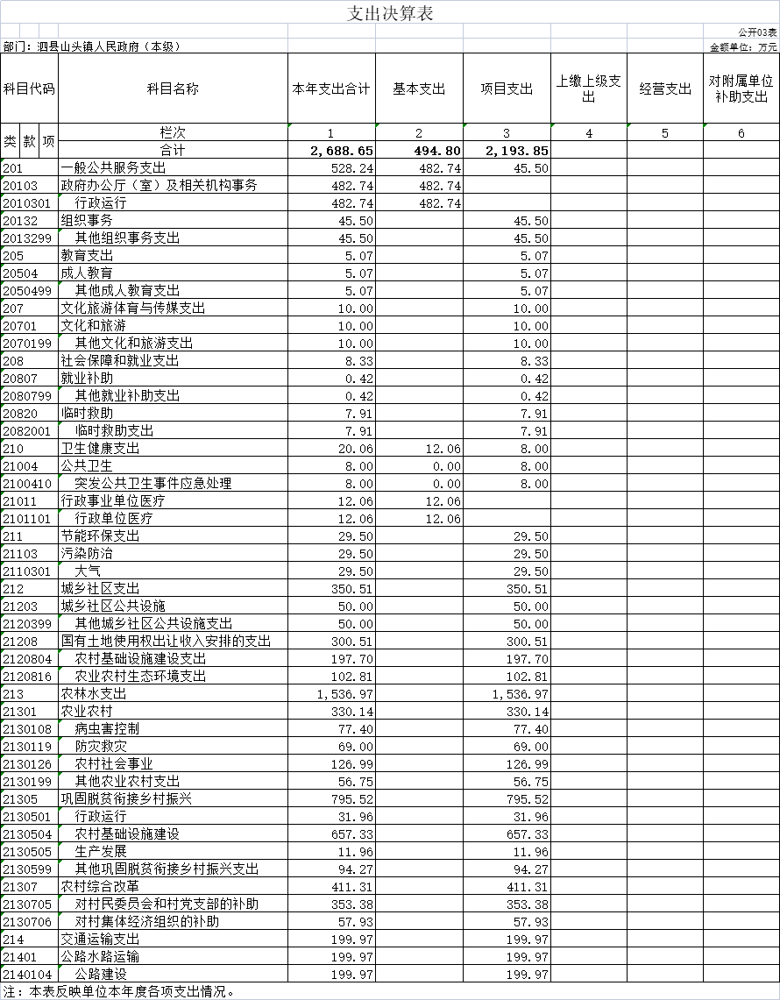 支出决算表
公开03表
部门：泗县山头镇人民政府（本级） 金额单位：万元
科目代码 科目名称 本年支出合计 基本支出 项目支出 上缴上级支出 经营支出 对附属单位补助支出
类 款 项 栏次 1 2 3 4 5 6
合计 2,688.65 494.80 2,193.85
201 一般公共服务支出 528.24 482.74 45.50
20103 政府办公厅（室）及相关机构事务 482.74 482.74
2010301 行政运行 482.74 482.74
20132 组织事务 45.50 45.50
2013299 其他组织事务支出 45.50 45.50
205 教育支出 5.07 5.07
20504 成人教育 5.07 5.07
2050499 其他成人教育支出 5.07 5.07
207 文化旅游体育与传媒支出 10.00 10.00
20701 文化和旅游 10.00 10.00
2070199 其他文化和旅游支出 10.00 10.00
208 社会保障和就业支出 8.33 8.33
20807 就业补助 0.42 0.42
2080799 其他就业补助支出 0.42 0.42
20820 临时救助 7.91 7.91
2082001 临时救助支出 7.91 7.91
210 卫生健康支出 20.06 12.06 8.00
21004 公共卫生 8.00 0.00 8.00
2100410 突发公共卫生事件应急处理 8.00 0.00 8.00
21011 行政事业单位医疗 12.06 12.06
2101101 行政单位医疗 12.06 12.06
211 节能环保支出 29.50 29.50
21103 污染防治 29.50 29.50
2110301 大气 29.50 29.50
212 城乡社区支出 350.51 350.51
21203 城乡社区公共设施 50.00 50.00
2120399 其他城乡社区公共设施支出 50.00 50.00
21208 国有土地使用权出让收入安排的支出 300.51 300.51
2120804 农村基础设施建设支出 197.70 197.70
2120816 农业农村生态环境支出 102.81 102.81
213 农林水支出 1,536.97 1,536.97
21301 农业农村 330.14 330.14
2130108 病虫害控制 77.40 77.40
2130119 防灾救灾 69.00 69.00
2130126 农村社会事业 126.99 126.99
2130199 其他农业农村支出 56.75 56.75
21305 巩固脱贫衔接乡村振兴 795.52 795.52
2130501 行政运行 31.96 31.96
2130504 农村基础设施建设 657.33 657.33
2130505 生产发展 11.96 11.96
2130599 其他巩固脱贫衔接乡村振兴支出 94.27 94.27
21307 农村综合改革 411.31 411.31
2130705 对村民委员会和村党支部的补助 353.38 353.38
2130706 对村集体经济组织的补助 57.93 57.93
214 交通运输支出 199.97 199.97
21401 公路水路运输 199.97 199.97
2140104 公路建设 199.97 199.97
注：本表反映单位本年度各项支出情况。